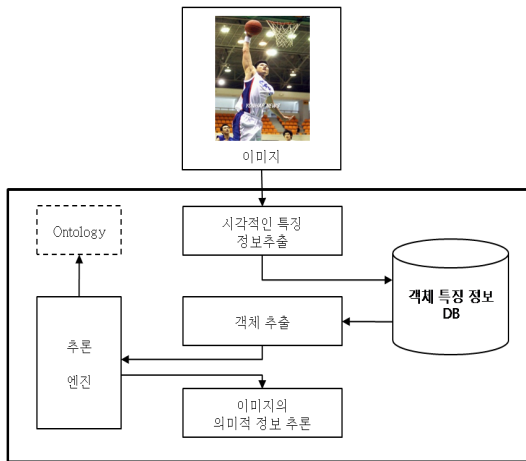 YONHAP NEWS
이미지
시각적인 특징
정보추출
Ontology
객체 특징 정보
DB
객체 추출
추론
엔진
이미지의
의미적 정보 추론